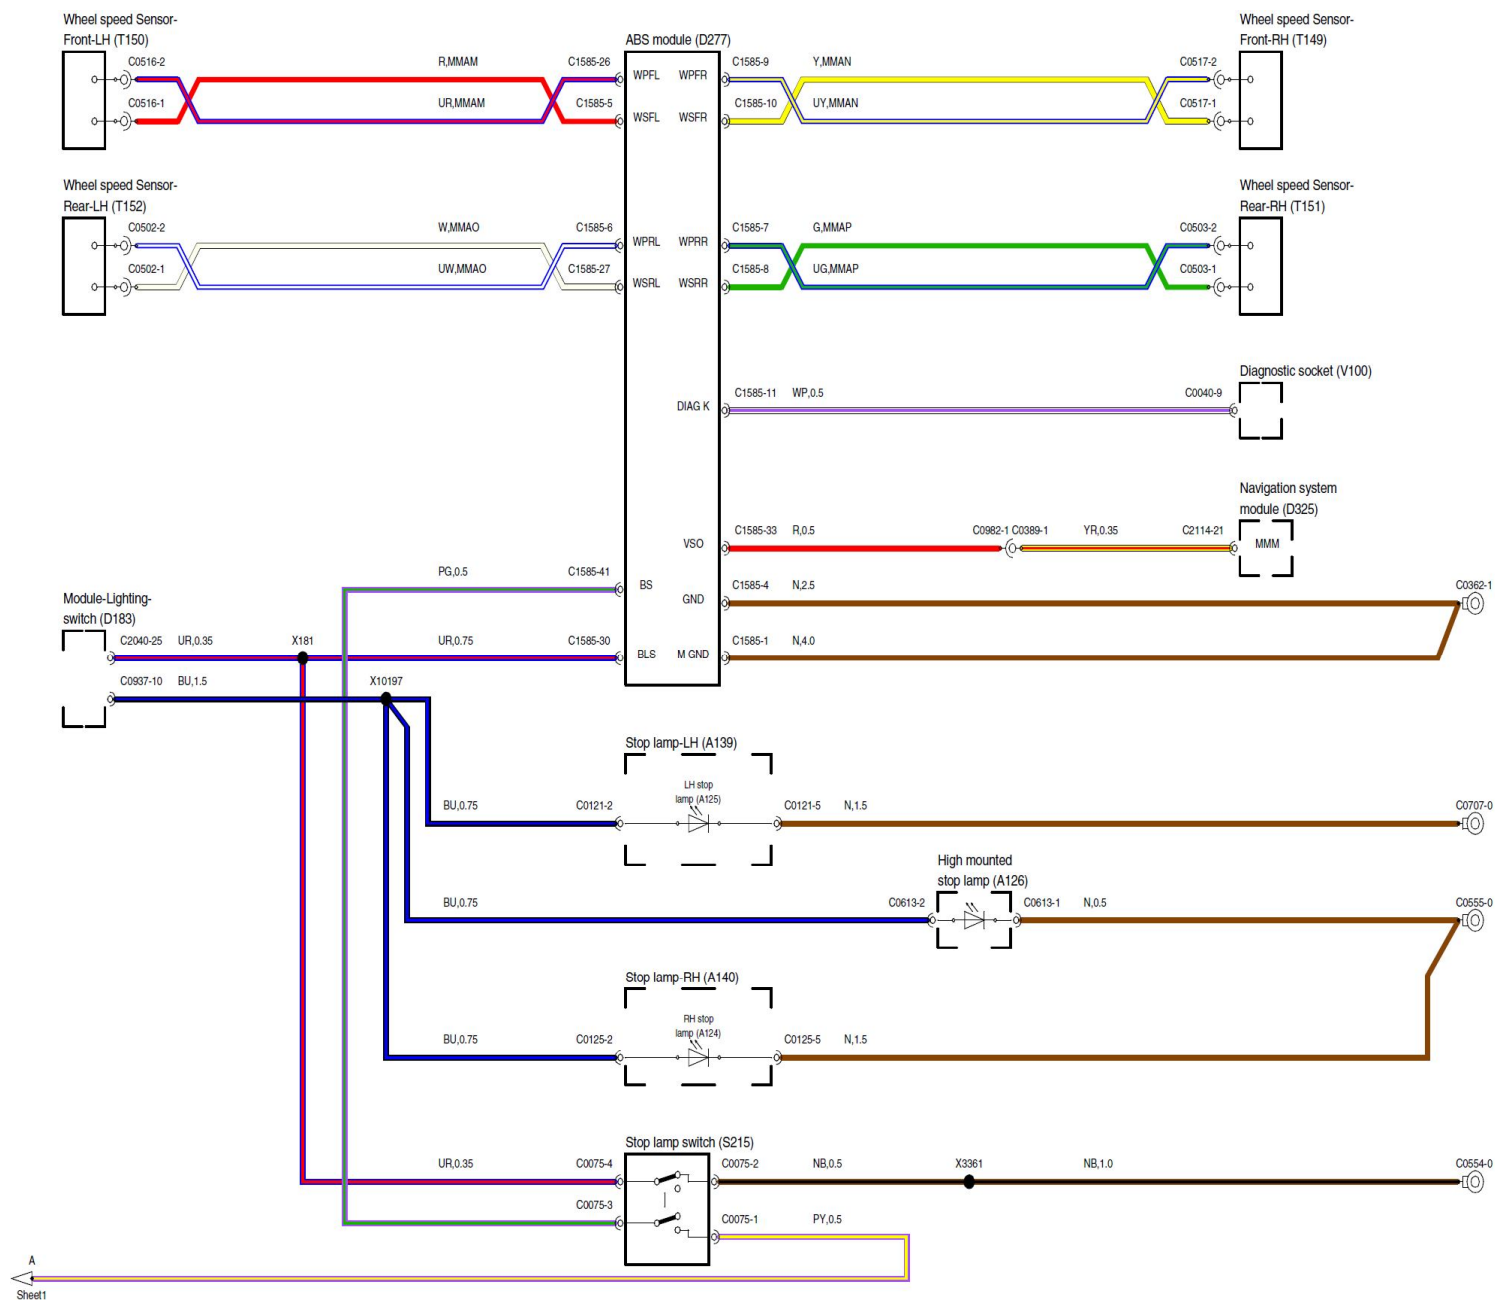 Wheel speed Sensor-
Front-LH (T150)
C0516-2
R,MMAM
C1585-26
C0516-1
UR,MMAM
C1585-5
ABS module (D277)
WPFL WPFR
WSFL WSFR
Wheel speed Sensor-
Front-RH (T149)
C1585-9
Y,MMAN
C0517-2
C1585-10
UY,MMAN
C0517-1
Wheel speed Sensor-
Rear-LH (T152)
C0502-2
W,MMAO
C1585-6
C0502-1
UW,MMAO
C1585-27
WPRL WPRR
WSRL WSRR
Wheel speed Sensor-
Rear-RH (T151)
C1585-7
G,MMAP
C0503-2
C1585-8
UG,MMAP
C0503-1
Diagnostic socket (V100)
DIAG K
C1585-11
WP,0.5
C0040-9
Navigation system
module (D325)
VSO
C1585-33
R,0.5
C0982-1 C0389-1
YR,0.35
C2114-21
MMM
PG,0.5
C1585-41
BS
GND
C1585-4
N,2.5
C0362-1
Module-Lighting-
switch (D183)
C2040-25
UR,0.35
X181
UR,0.75
C1585-30
BLS
M GND
C1585-1
N,4.0
C0937-10
BU,1.5
X10197
Stop lamp-LH (A139)
LH stop
lamp (A125)
BU,0.75
C0121-2
C0121-5
N,1.5
C0707-0
High mounted
stop lamp (A126)
BU,0.75
C0613-2
C0613-1
N,0.5
C0555-0
Stop lamp-RH (A140)
RH stop
lamp (A124)
BU,0.75
C0125-2
C0125-5
N,1.5
Stop lamp switch (S215)
UR,0.35
C0075-4
C0075-2
NB,0.5
X3361
NB,1.0
C0554-0
C0075-3
C0075-1
PY,0.5
A
Sheet1